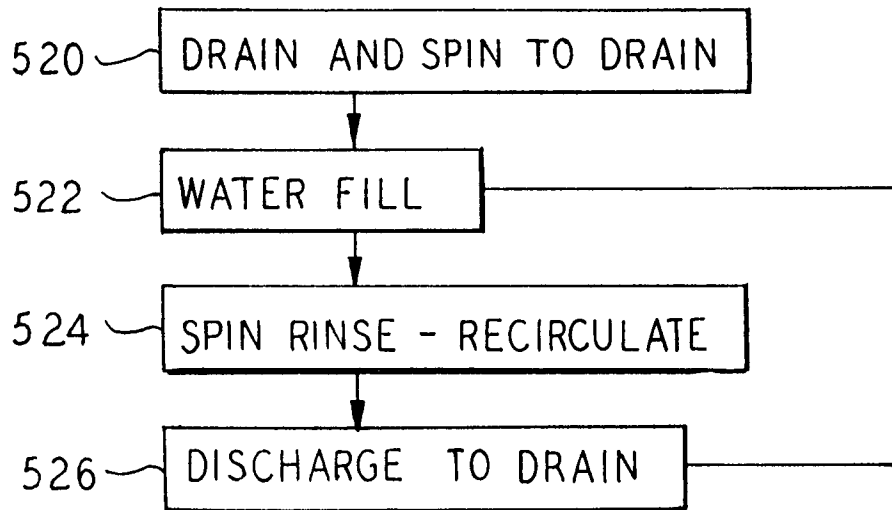 520 DRAIN AND SPIN TO DRAIN
522 WATER FILL
524 SPIN RINSE - RECIRCULATE
526 DISCHARGE TO DRAIN